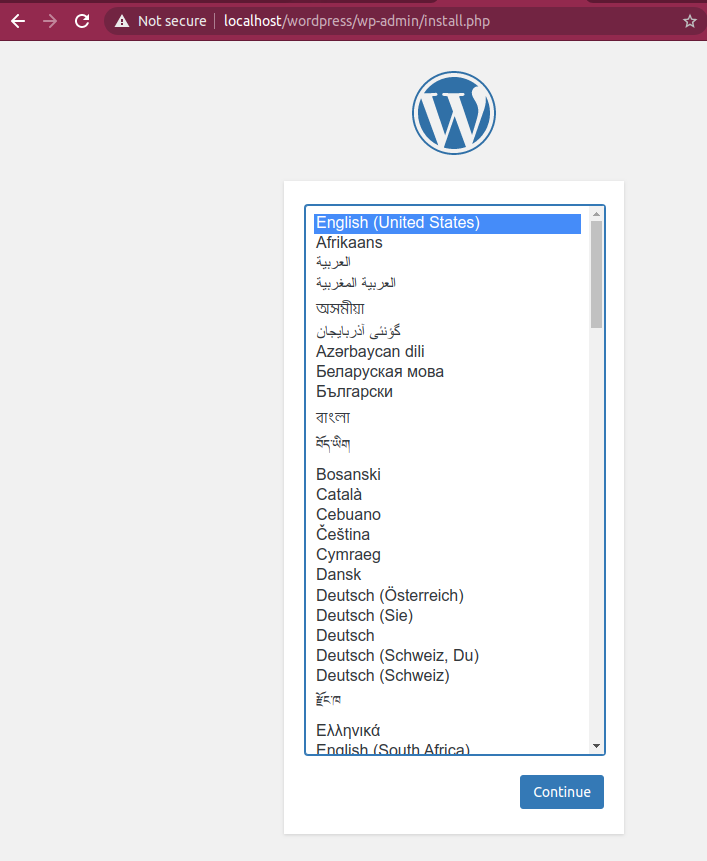 Not secure localhost/wordpress/wp-admin/install.php
English (United States)
Afrikaans
العربية
العربية المغربية
অসমীয়া
گؤنئی آذربایجان
Azərbaycan dili
Беларуская мова
Български
বাংলা
བོད་ཡིག
Bosanski
Català
Cebuano
Čeština
Cymraeg
Dansk
Deutsch (Österreich)
Deutsch (Sie)
Deutsch
Deutsch (Schweiz, Du)
Deutsch (Schweiz)
རྫོང་ཁ
Ελληνικά
English (South Africa)
Continue